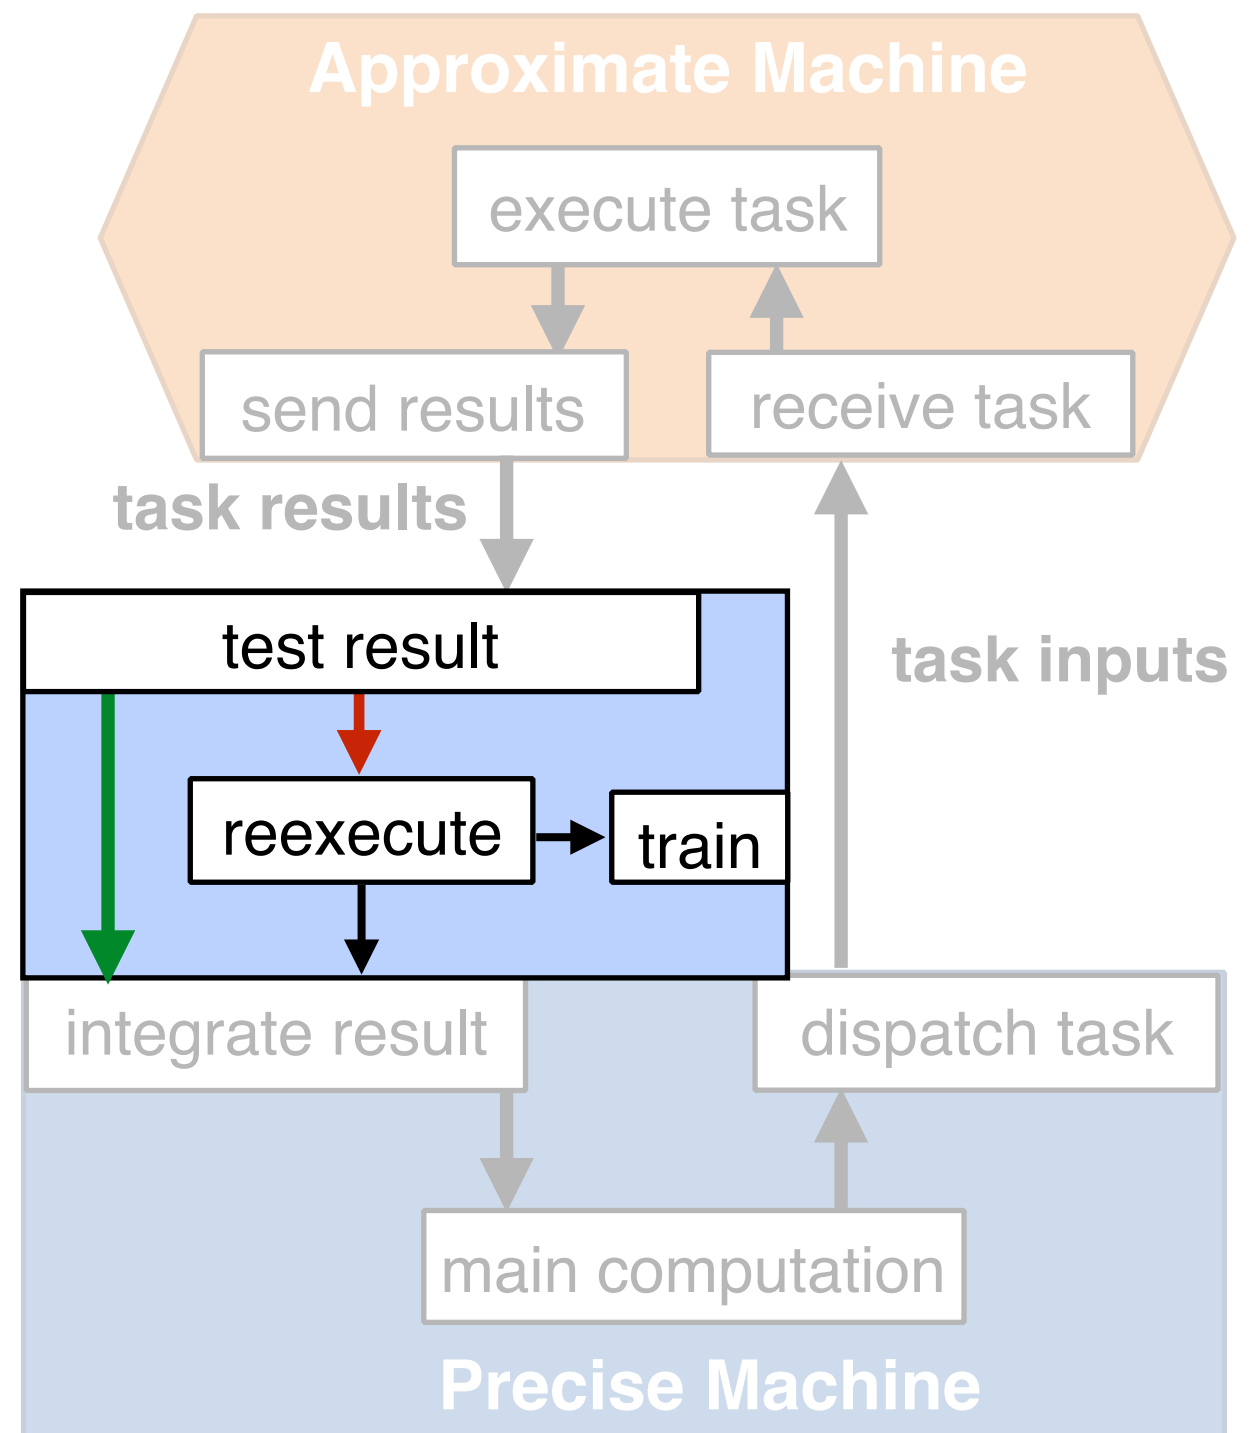 Approximate Machine
execute task
send results
receive task
task results
test result
task inputs
reexecute
train
integrate result
dispatch task
main computation
Precise Machine